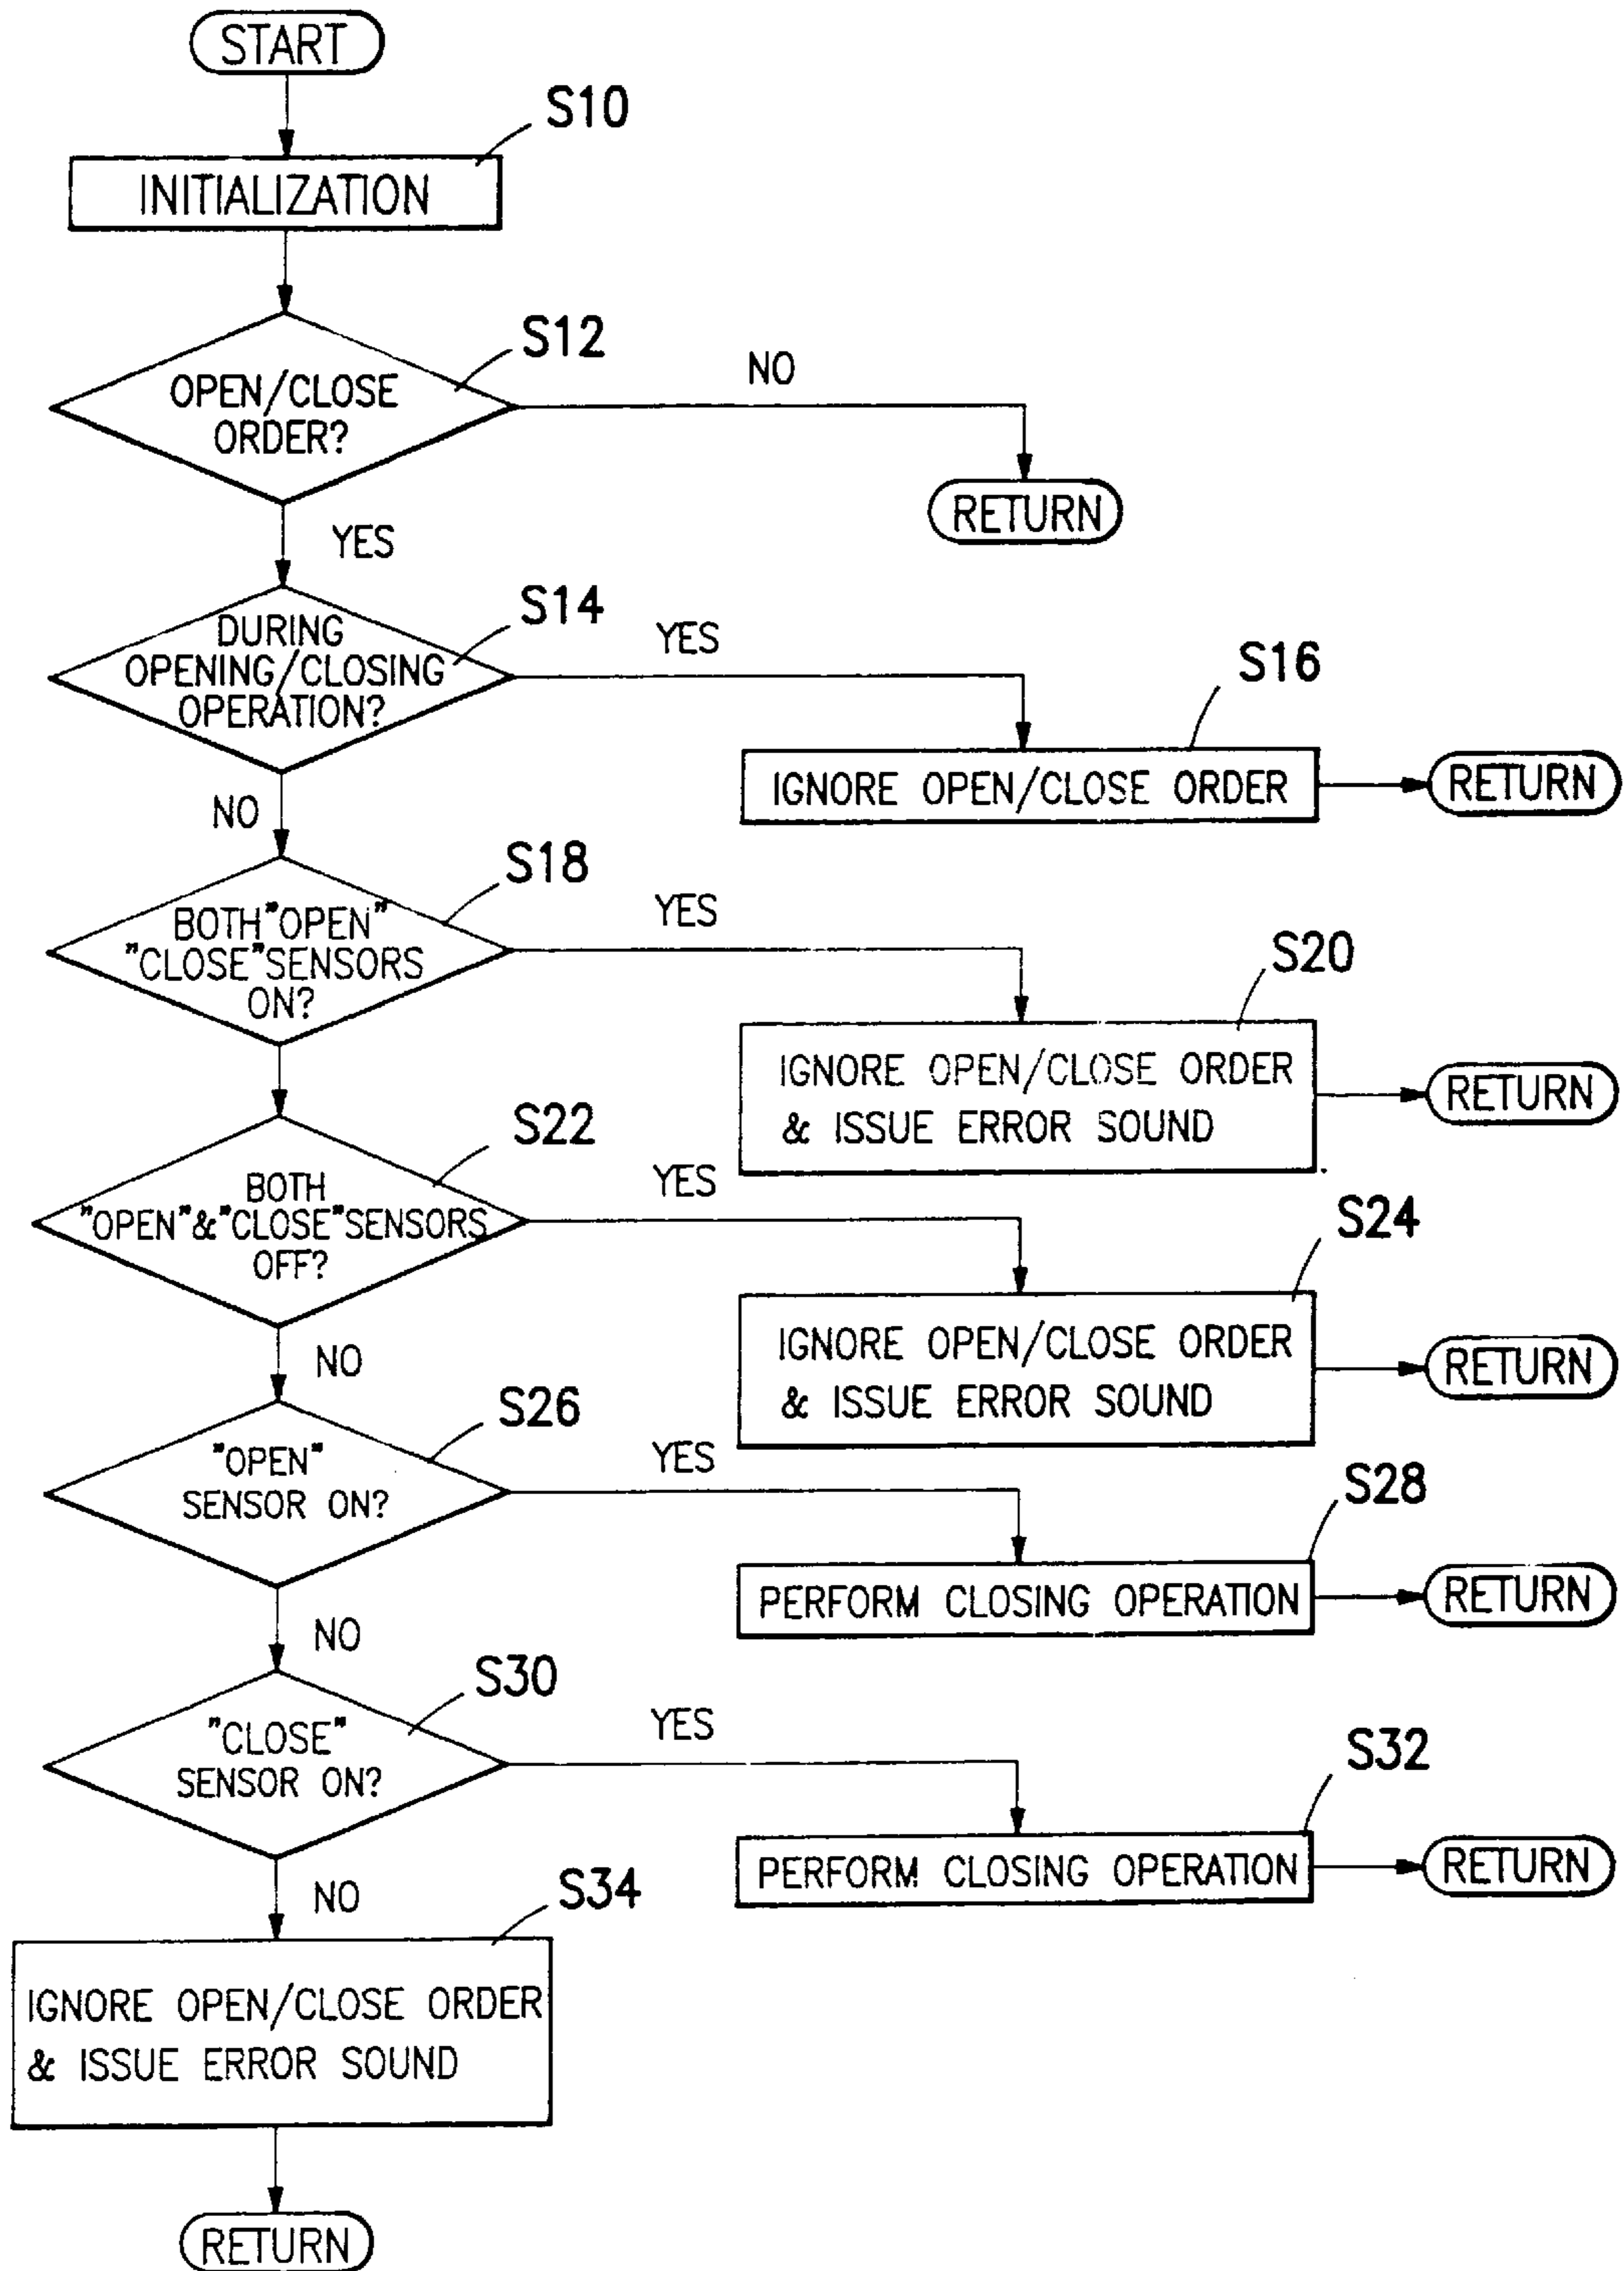 START
S10
INITIALIZATION
S12
OPEN/CLOSE
ORDER?
NO
RETURN
YES
S14
DURING
OPENING/CLOSING
OPERATION?
YES
S16
IGNORE OPEN/CLOSE ORDER
RETURN
NO
S18
BOTH "OPEN"
"CLOSE" SENSORS
ON?
YES
S20
IGNORE OPEN/CLOSE ORDER
& ISSUE ERROR SOUND
RETURN
S22
BOTH
"OPEN"&"CLOSE" SENSORS
OFF?
YES
S24
IGNORE OPEN/CLOSE ORDER
& ISSUE ERROR SOUND
RETURN
NO
S26
"OPEN"
SENSOR ON?
YES
S28
PERFORM CLOSING OPERATION
RETURN
NO
S30
"CLOSE"
SENSOR ON?
YES
S32
PERFORM CLOSING OPERATION
RETURN
NO
S34
IGNORE OPEN/CLOSE ORDER
& ISSUE ERROR SOUND
RETURN